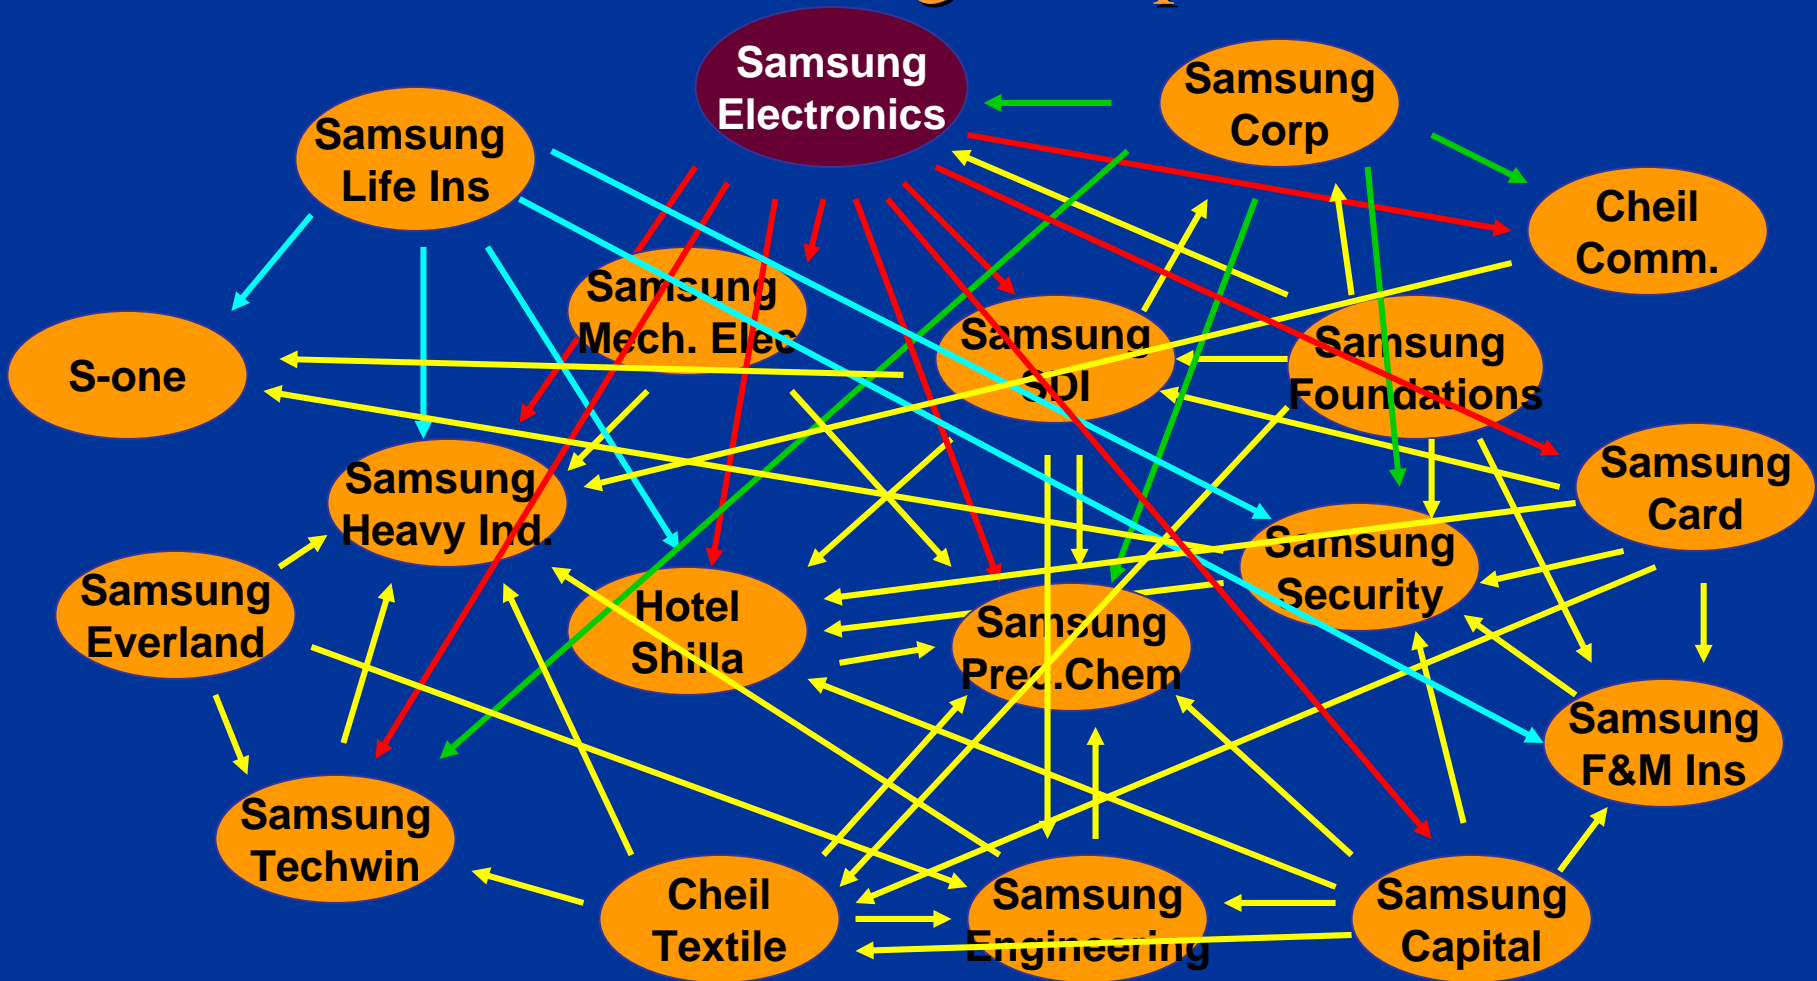 Samsung
Electronics
Samsung
Corp
Samsung
Life Ins
Cheil
Comm.
Samsung
Mech. Elec
Samsung
SDI
Samsung
Foundations
S-one
Samsung
Heavy Ind.
Samsung
Card
Samsung
Security
Samsung
Everland
Hotel
Shilla
Samsung
Prec.Chem
Samsung
F&M Ins
Samsung
Techwin
Cheil
Textile
Samsung
Engineering
Samsung
Capital